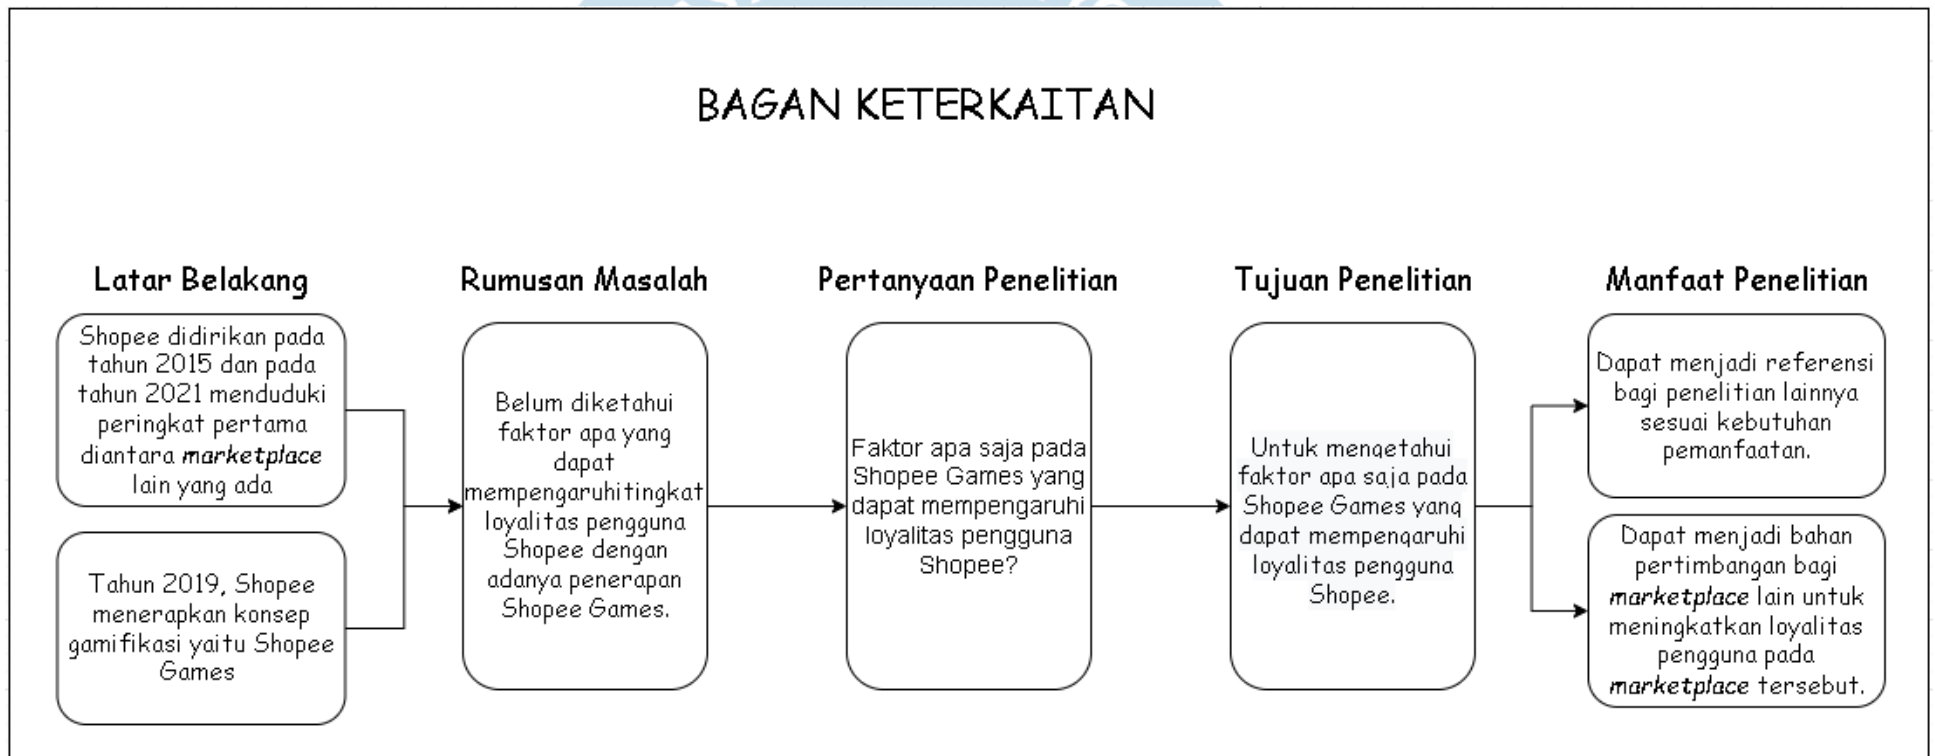 BAGAN KETERKAITAN
Latar Belakang
Shopee didirikan pada
tahun 2015 dan pada
tahun 2021 menduduki
peringkat pertama
diantara marketplace
lain yang ada
Tahun 2019, Shopee
menerapkan konsep
gamifikasi yaitu Shopee
Games
Rumusan Masalah
Belum diketahui
faktor apa yang
dapat
mempengaruhitingkat
loyalitas pengguna
Shopee dengan
adanya penerapan
Shopee Games.
Pertanyaan Penelitian
Faktor apa saja pada
Shopee Games yang
dapat mempengaruhi
loyalitas pengguna
Shopee?
Tujuan Penelitian
Untuk mengetahui
faktor apa saja pada
Shopee Games yang
dapat mempengaruhi
loyalitas pengguna
Shopee.
Manfaat Penelitian
Dapat menjadi referensi
bagi penelitian lainnya
sesuai kebutuhan
pemanfaatan.
Dapat menjadi bahan
pertimbangan bagi
marketplace lain untuk
meningkatkan loyalitas
pengguna pada
marketplace tersebut.